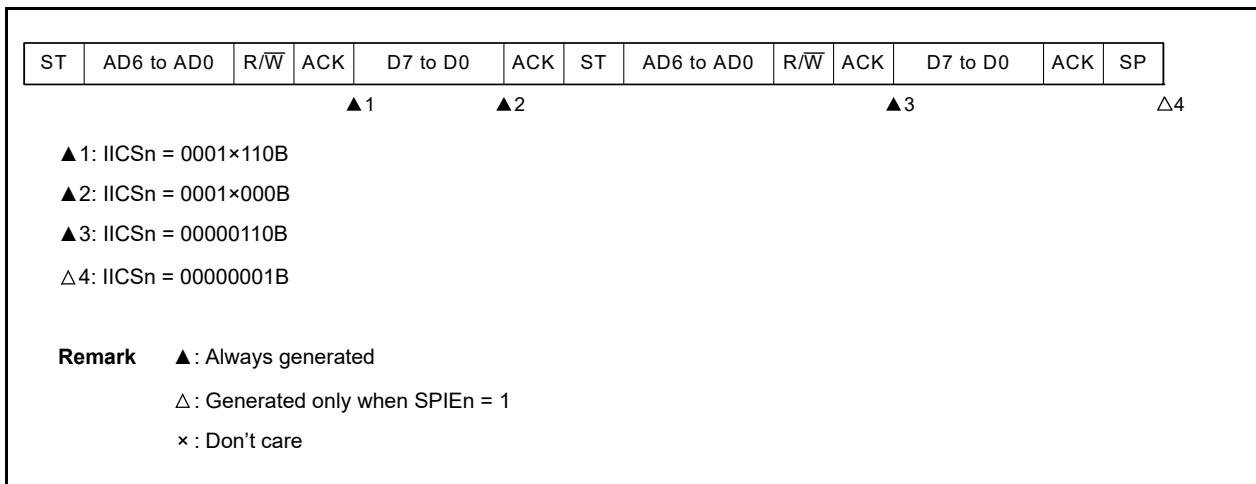 ST AD6 to AD0 R/W̅ ACK D7 to D0 ACK ST AD6 to AD0 R/W̅ ACK D7 to D0 ACK SP
▲1 ▲2 ▲3 △4
▲1: IICSn = 0001×110B
▲2: IICSn = 0001×000B
▲3: IICSn = 00000110B
△4: IICSn = 00000001B
Remark ▲: Always generated
△: Generated only when SPIEn = 1
×: Don't care